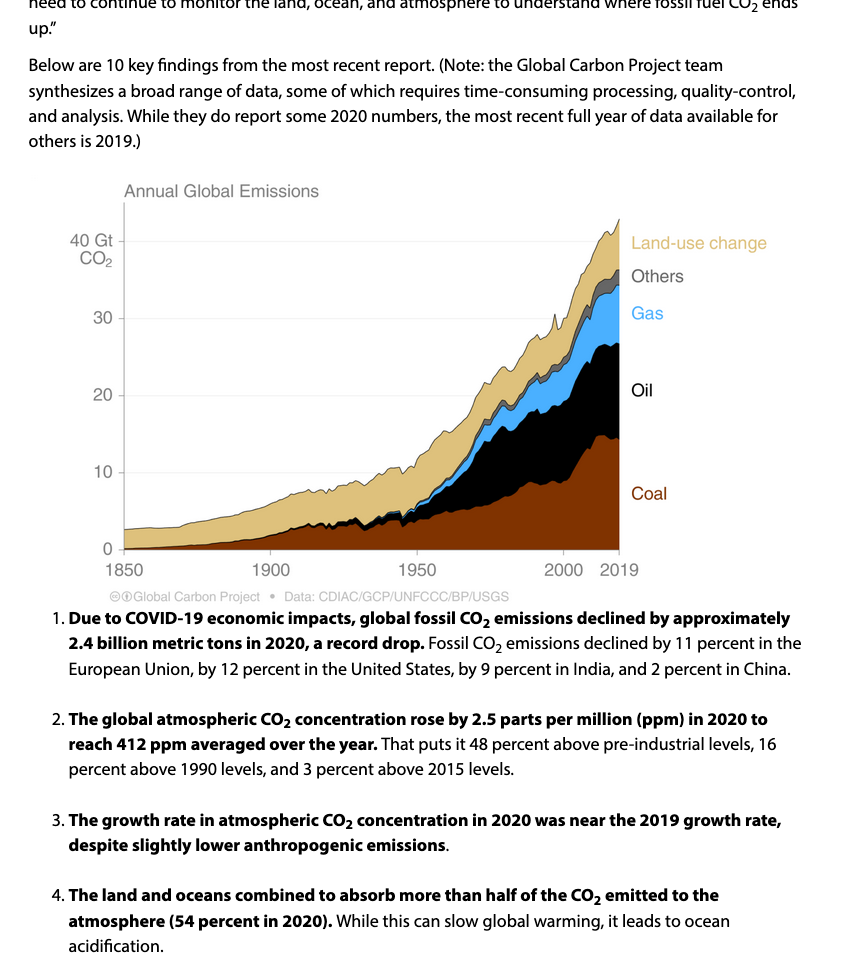 need to continue to monitor the land, ocean, and atmosphere to understand where fossil fuel CO₂ ends
up.”
Below are 10 key findings from the most recent report. (Note: the Global Carbon Project team
synthesizes a broad range of data, some of which requires time-consuming processing, quality-control,
and analysis. While they do report some 2020 numbers, the most recent full year of data available for
others is 2019.)
Annual Global Emissions
40 Gt
CO₂
30
20
10
0
1850
1900
1950
2000
2019
Land-use change
Others
Gas
Oil
Coal
Global Carbon Project • Data: CDIAC/GCP/UNFCCC/BP/USGS
1. Due to COVID-19 economic impacts, global fossil CO₂ emissions declined by approximately
2.4 billion metric tons in 2020, a record drop. Fossil CO₂ emissions declined by 11 percent in the
European Union, by 12 percent in the United States, by 9 percent in India, and 2 percent in China.
2. The global atmospheric CO₂ concentration rose by 2.5 parts per million (ppm) in 2020 to
reach 412 ppm averaged over the year. That puts it 48 percent above pre-industrial levels, 16
percent above 1990 levels, and 3 percent above 2015 levels.
3. The growth rate in atmospheric CO₂ concentration in 2020 was near the 2019 growth rate,
despite slightly lower anthropogenic emissions.
4. The land and oceans combined to absorb more than half of the CO₂ emitted to the
atmosphere (54 percent in 2020). While this can slow global warming, it leads to ocean
acidification.